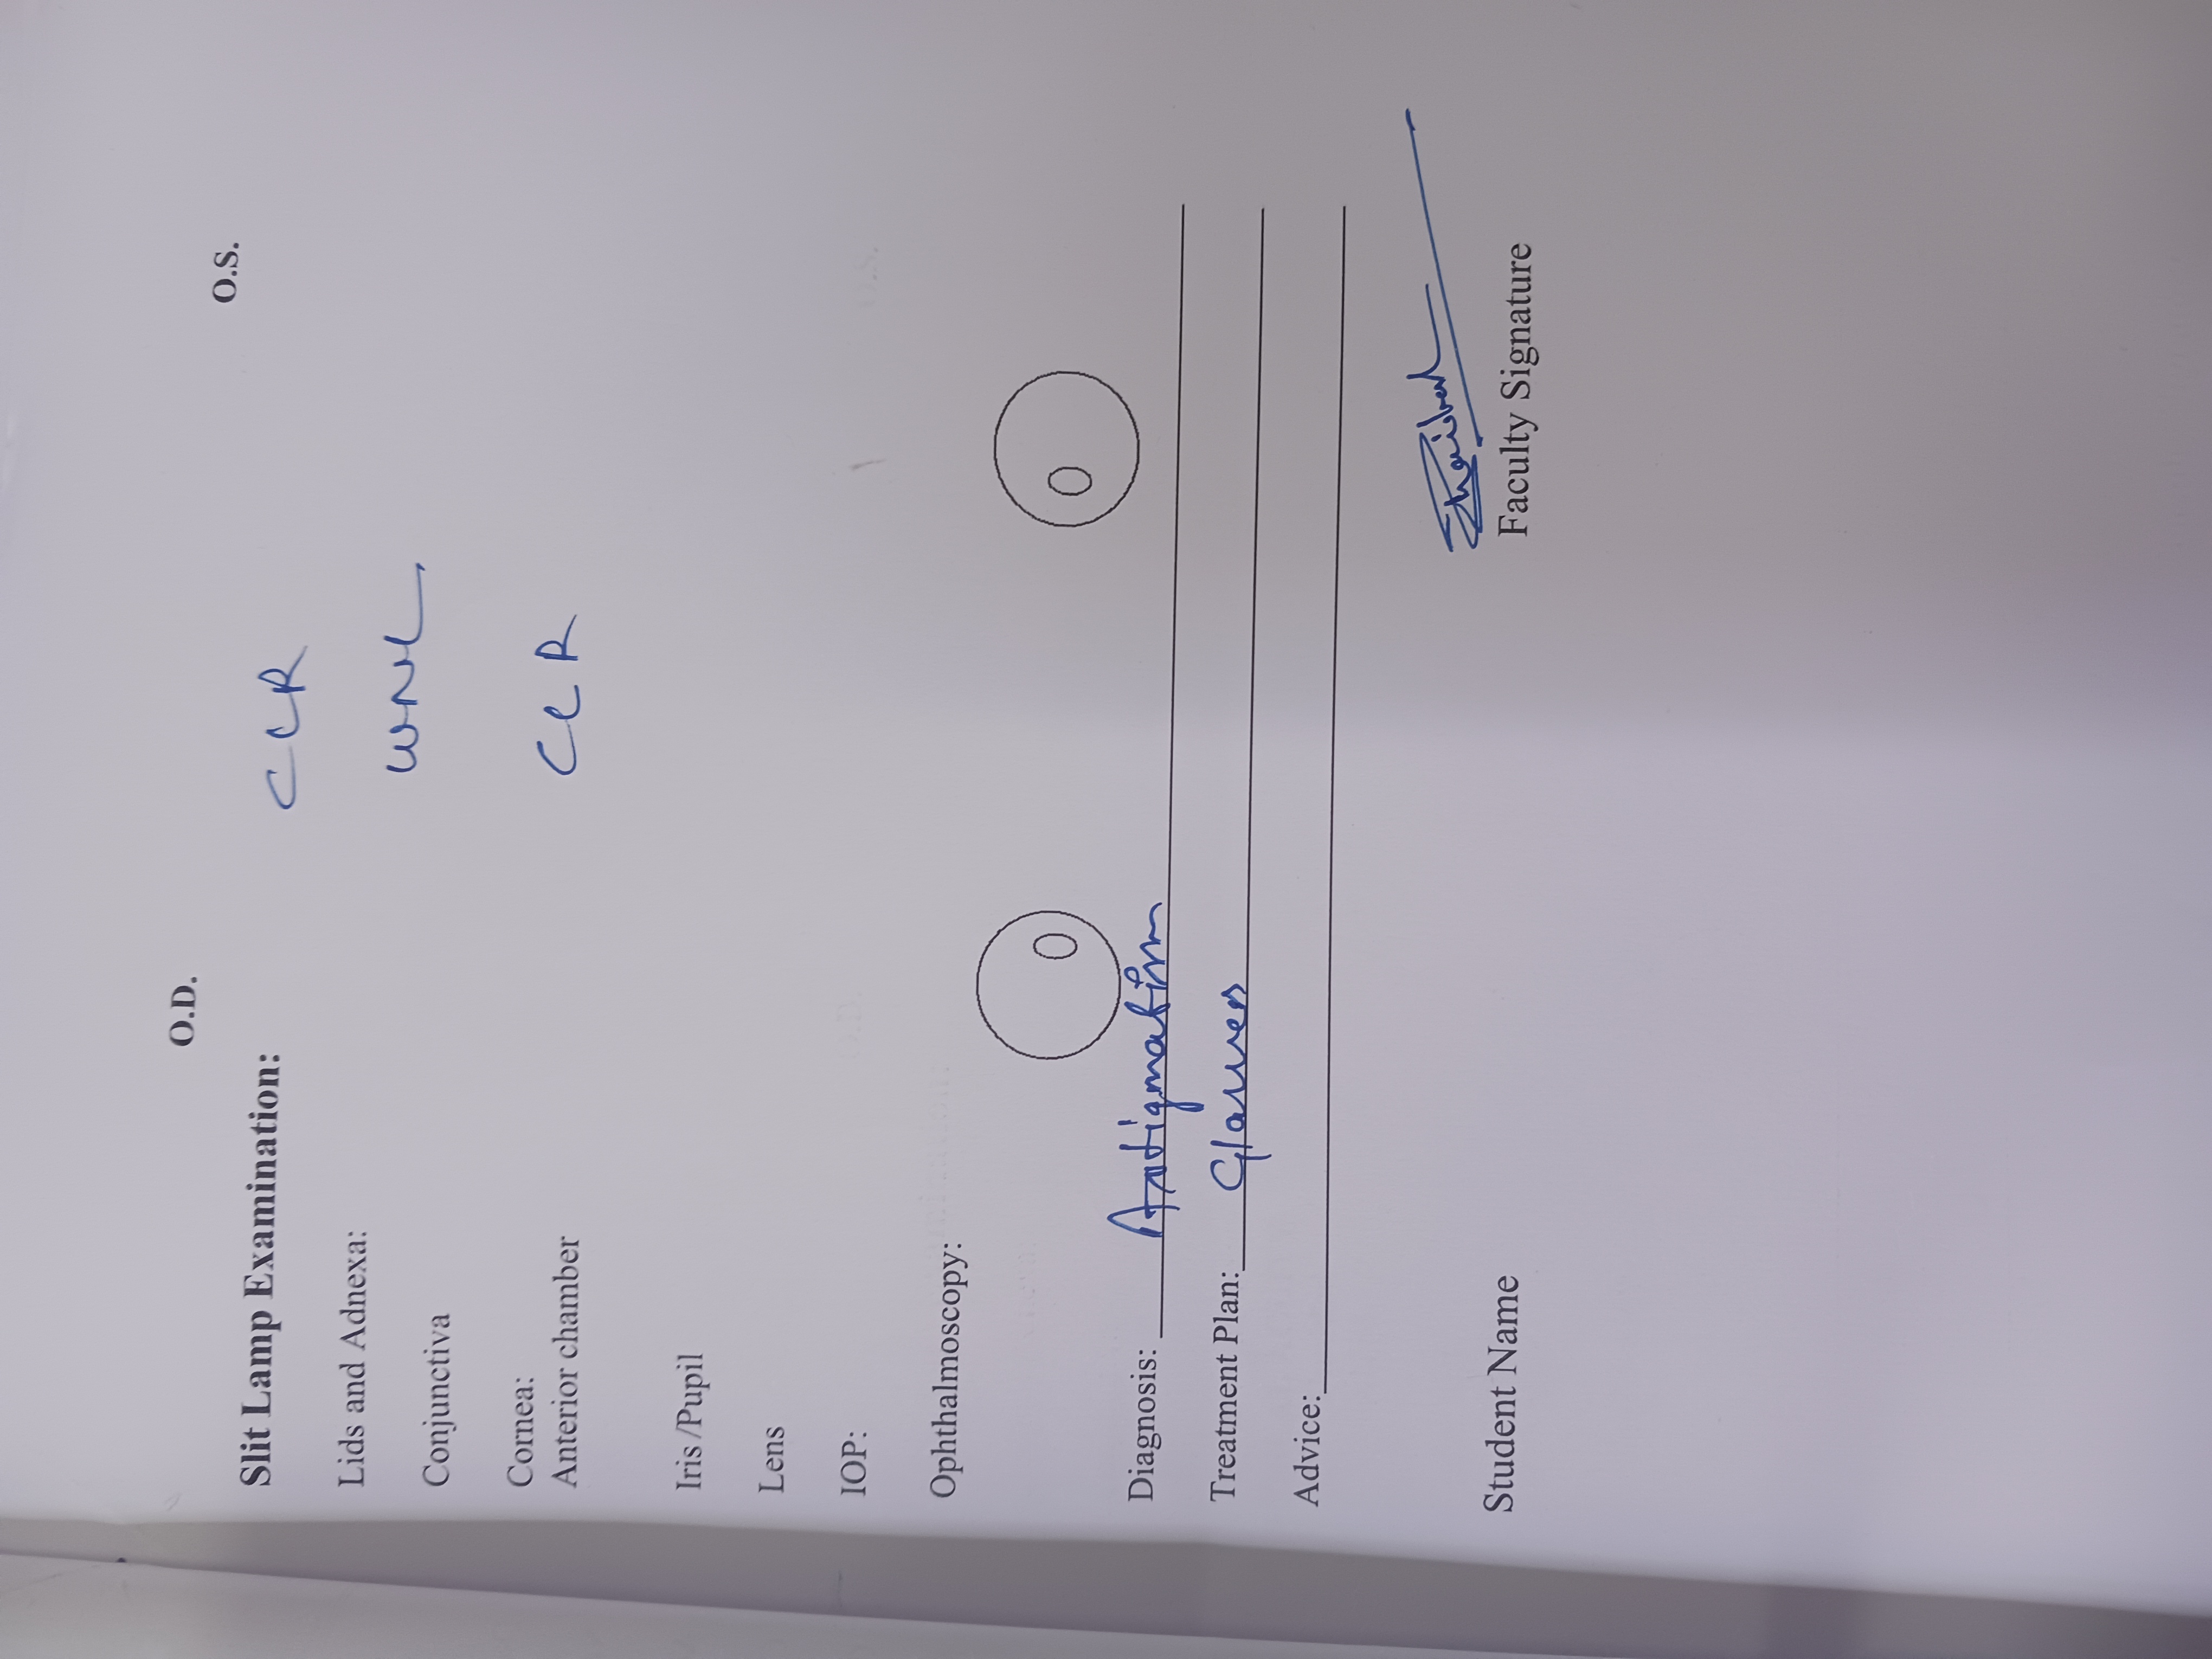 O.D. O.S.
Slit Lamp Examination: CLR
Lids and Adnexa:
WNL
Conjunctiva
Cornea:
Anterior chamber CLR
Iris /Pupil
Lens
IOP:
Ophthalmoscopy:
Diagnosis: Astigmatism
Treatment Plan: Glasses
Advice:
Student Name Faculty Signature